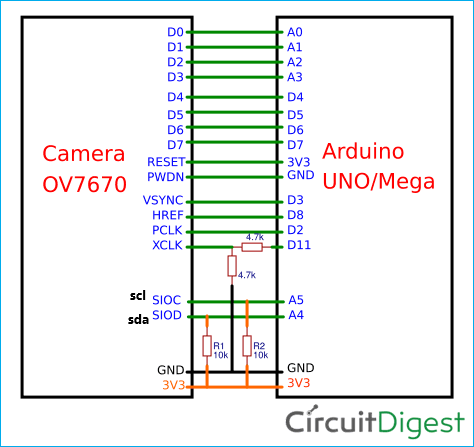 D0 A0
D1 A1
D2 A2
D3 A3
D4 D4
D5 D5
D6 D6
D7 D7
Camera
OV7670
Arduino
UNO/Mega
RESET 3V3
PWDN GND
VSYNC D3
HREF D8
PCLK D2
4.7k
XCLK D11
4.7k
scl SIOC A5
sda SIOD A4
R1 R2
10k 10k
GND GND
3V3 3V3
CircuitDigest